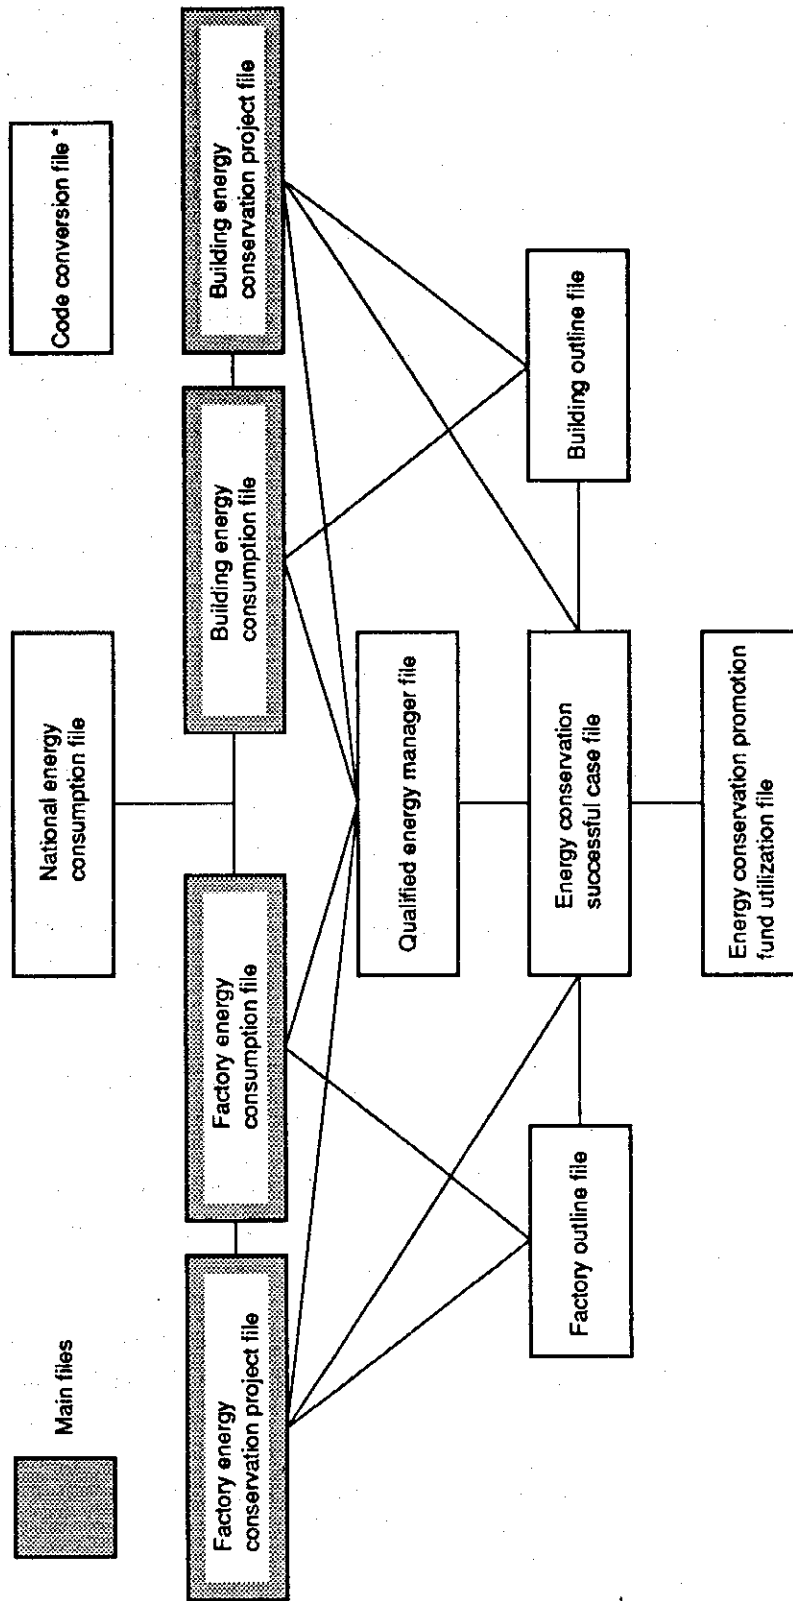 Main files
National energy
consumption file
Code conversion file *
Factory energy
conservation project file
Factory energy
consumption file
Building energy
consumption file
Building energy
conservation project file
Qualified energy manager file
Factory outline file
Energy conservation
successful case file
Building outline file
Energy conservation promotion
fund utilization file